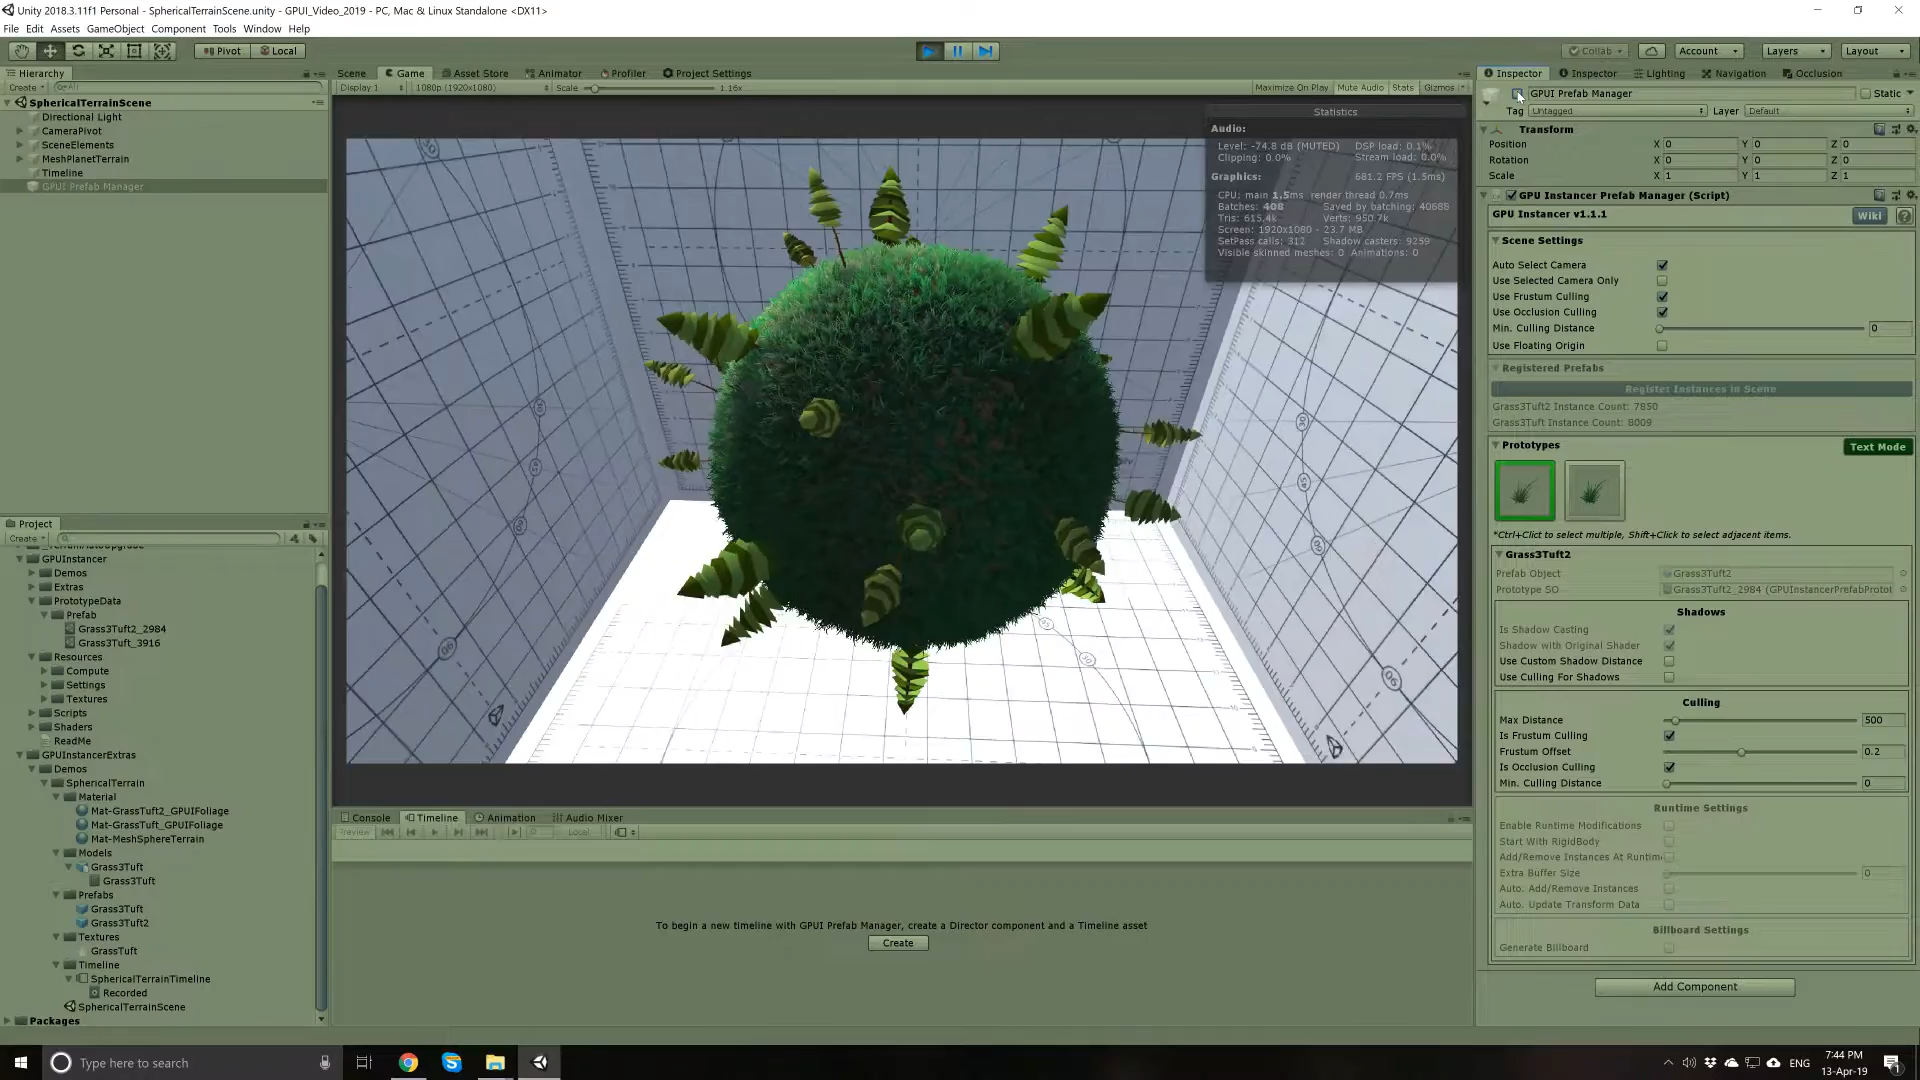 Unity 2018.3.11f1 Personal - SphericalTerrainScene.unity - GPUI_Video_2019 - PC, Mac & Linux Standalone <DX11>
File Edit Assets GameObject Component Tools Window Help
Pivot Local Collab Account Layers Layout
Hierarchy
Create All
SphericalTerrainScene
Directional Light
CameraPivot
SceneElements
MeshPlanetTerrain
Timeline
GPUI Prefab Manager
Project
Create
GPUInstancer
Demos
Extras
PrototypeData
Prefab
Grass3Tuft2_2984
Grass3Tuft_3916
Resources
Compute
Settings
Textures
Scripts
Shaders
ReadMe
GPUInstancerExtras
Demos
SphericalTerrain
Material
Mat-GrassTuft2_GPUIFoliage
Mat-GrassTuft_GPUIFoliage
Mat-MeshSphereTerrain
Models
Grass3Tuft
Grass3Tuft
Prefabs
Grass3Tuft
Grass3Tuft2
Textures
GrassTuft
Timeline
SphericalTerrainTimeline
Recorded
SphericalTerrainScene
Packages
Scene Game Asset Store Animator Profiler Project Settings
Display 1 1080p (1920x1080) Scale 1.16x Maximize On Play Mute Audio Stats Gizmos
Statistics
Audio:
Level: -74.8 dB (MUTED) DSP load: 0.1%
Clipping: 0.0% Stream load: 0.0%
Graphics: 681.2 FPS (1.5ms)
CPU: main 1.5ms render thread 0.7ms
Batches: 408 Saved by batching: 40688
Tris: 615.4k Verts: 950.7k
Screen: 1920x1080 - 23.7 MB
SetPass calls: 312 Shadow casters: 9259
Visible skinned meshes: 0 Animations: 0
Console Timeline Animation Audio Mixer
Preview Local
To begin a new timeline with GPUI Prefab Manager, create a Director component and a Timeline asset
Create
Inspector Inspector Lighting Navigation Occlusion
GPUI Prefab Manager Static
Tag Untagged Layer Default
Transform
Position X 0 Y 0 Z 0
Rotation X 0 Y 0 Z 0
Scale X 1 Y 1 Z 1
GPU Instancer Prefab Manager (Script)
GPU Instancer v1.1.1 Wiki
Scene Settings
Auto Select Camera
Use Selected Camera Only
Use Frustum Culling
Use Occlusion Culling
Min. Culling Distance 0
Use Floating Origin
Registered Prefabs
Register Instances in Scene
Grass3Tuft2 Instance Count: 7850
Grass3Tuft Instance Count: 8009
Prototypes Text Mode
*Ctrl+Click to select multiple, Shift+Click to select adjacent items.
Grass3Tuft2
Prefab Object Grass3Tuft2
Prototype SO Grass3Tuft2_2984 (GPUInstancerPrefabProtot
Shadows
Is Shadow Casting
Shadow with Original Shader
Use Custom Shadow Distance
Use Culling For Shadows
Culling
Max Distance 500
Is Frustum Culling
Frustum Offset 0.2
Is Occlusion Culling
Min. Culling Distance 0
Runtime Settings
Enable Runtime Modifications
Start With RigidBody
Add/Remove Instances At Runtim
Extra Buffer Size 0
Auto. Add/Remove Instances
Auto. Update Transform Data
Billboard Settings
Generate Billboard
Add Component
Type here to search
ENG 7:44 PM
13-Apr-19 1